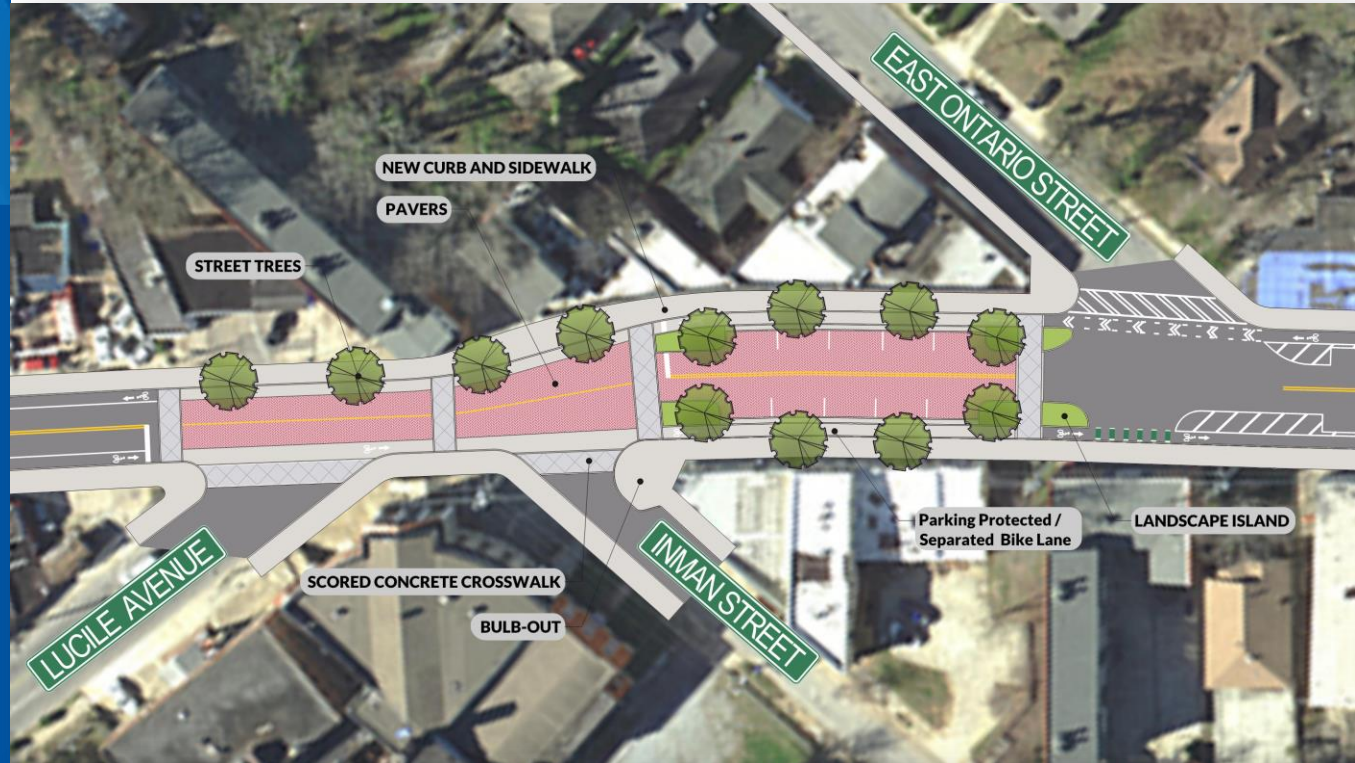 EAST ONTARIO STREET
NEW CURB AND SIDEWALK
PAVERS
STREET TREES
Parking Protected /
Separated Bike Lane
LANDSCAPE ISLAND
SCORED CONCRETE CROSSWALK
BULB-OUT
LUCILE AVENUE
INMAN STREET